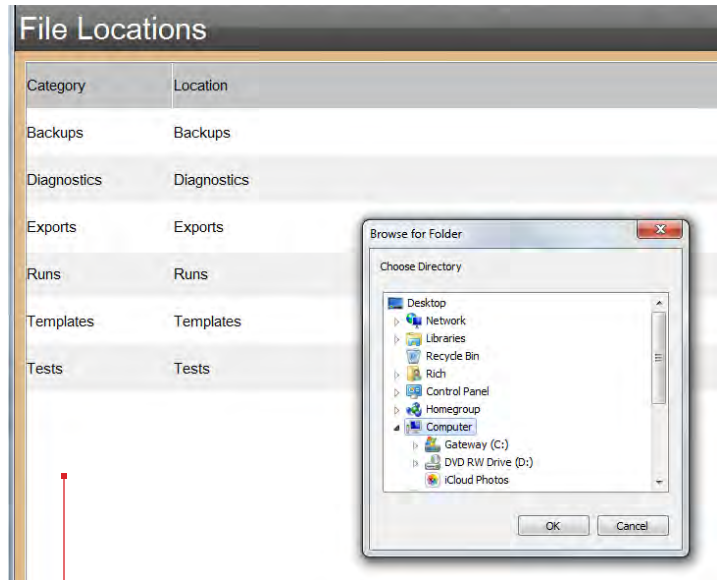 File Locations
Category Location
Backups Backups
Diagnostics Diagnostics
Exports Exports
Runs Runs
Templates Templates
Tests Tests
Browse for Folder
Choose Directory
Desktop
Network
Libraries
Recycle Bin
Rich
Control Panel
Homegroup
Computer
Gateway (C:)
DVD RW Drive (D:)
iCloud Photos
OK Cancel